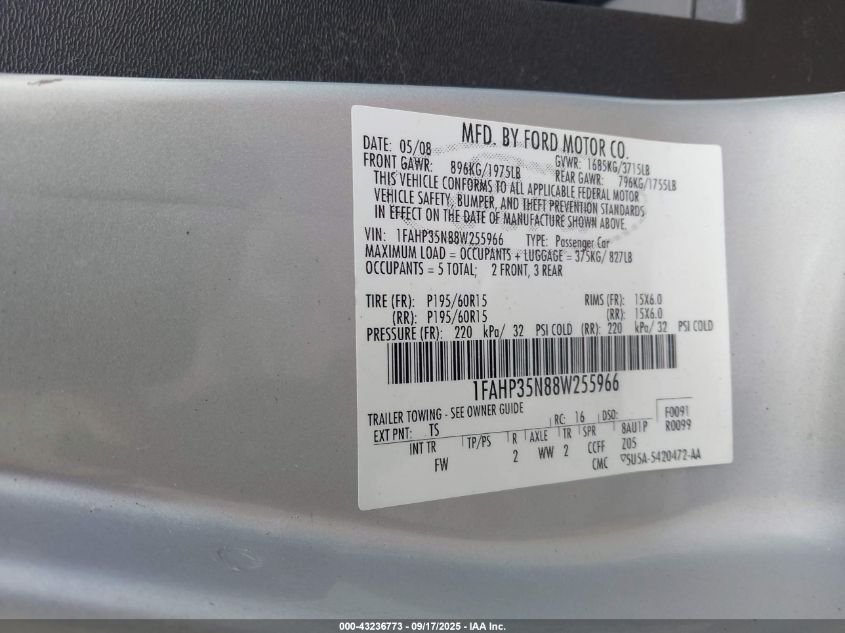 MFD. BY FORD MOTOR CO.
DATE: 05/08 GVWR: 1685KG/3715LB
FRONT GAWR: 896KG/1975LB REAR GAWR: 796KG/1755LB
THIS VEHICLE CONFORMS TO ALL APPLICABLE FEDERAL MOTOR
VEHICLE SAFETY, BUMPER, AND THEFT PREVENTION STANDARDS
IN EFFECT ON THE DATE OF MANUFACTURE SHOWN ABOVE.
VIN: 1FAHP35N88W255966 TYPE: Passenger Car
MAXIMUM LOAD = OCCUPANTS + LUGGAGE = 375KG/ 827LB
OCCUPANTS = 5 TOTAL; 2 FRONT, 3 REAR
TIRE (FR): P195/60R15 RIMS (FR): 15X6.0
(RR): P195/60R15 (RR): 15X6.0
PRESSURE (FR): 220 kPa/ 32 PSI COLD (RR): 220 kPa/ 32 PSI COLD
1FAHP35N88W255966
TRAILER TOWING - SEE OWNER GUIDE
EXT PNT: TS RC: 16 DSO: F0091
R0099
INT TR TP/PS R AXLE TR SPR 8AU1P
FW 2 WW 2 CCFF 205
CMC 5U5A-5420472-AA
000-43236773 - 09/17/2025 - IAA Inc.